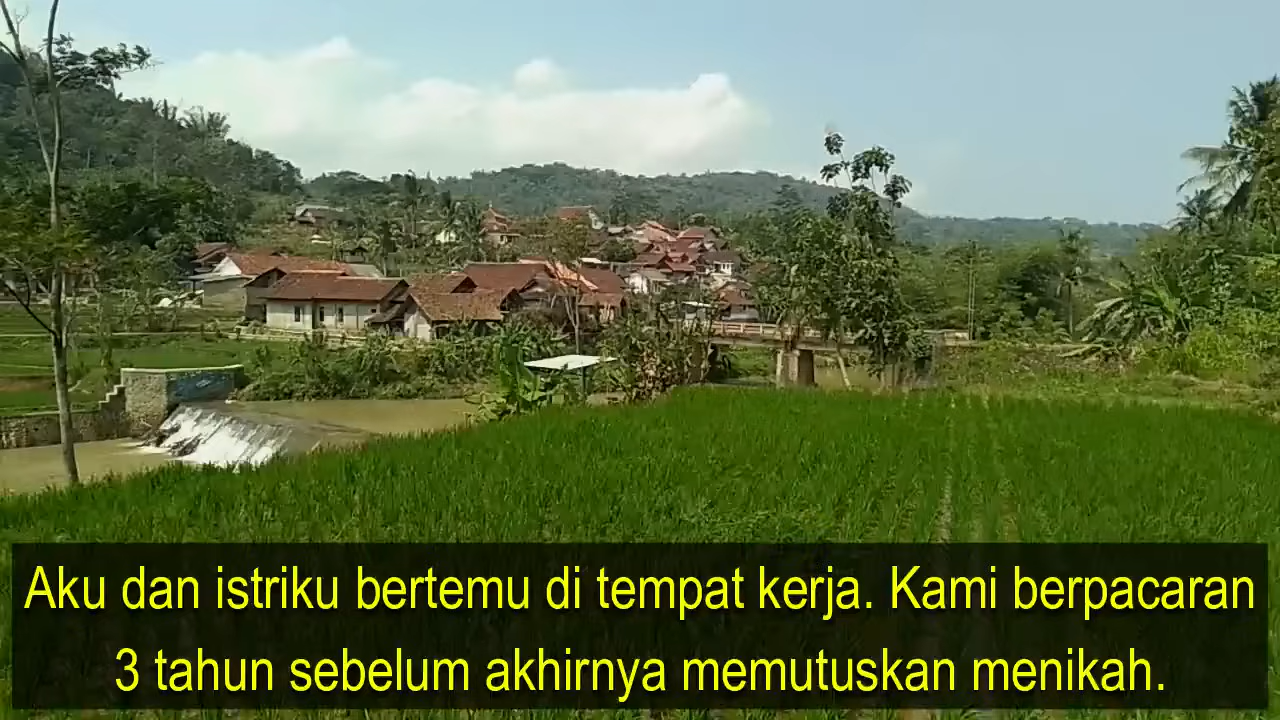 Aku dan istriku bertemu di tempat kerja. Kami berpacaran
3 tahun sebelum akhirnya memutuskan menikah.